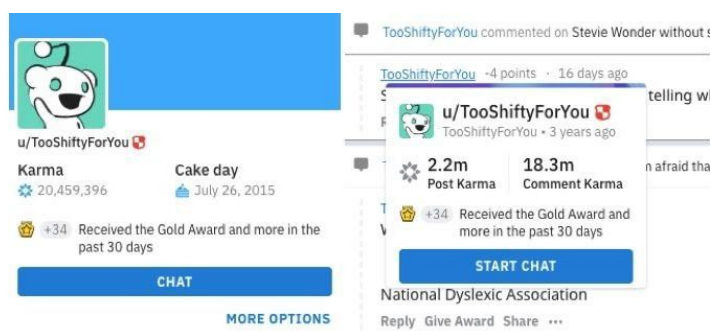 u/TooShiftyForYou
Karma Cake day
20,459,396 July 26, 2015
+34 Received the Gold Award and more in the
past 30 days
CHAT
MORE OPTIONS
TooShiftyForYou commented on Stevie Wonder without s
TooShiftyForYou -4 points · 16 days ago
telling wh
u/TooShiftyForYou
TooShiftyForYou • 3 years ago
2.2m 18.3m
Post Karma Comment Karma
m afraid tha
+34 Received the Gold Award and
more in the past 30 days
START CHAT
National Dyslexic Association
Reply Give Award Share ···